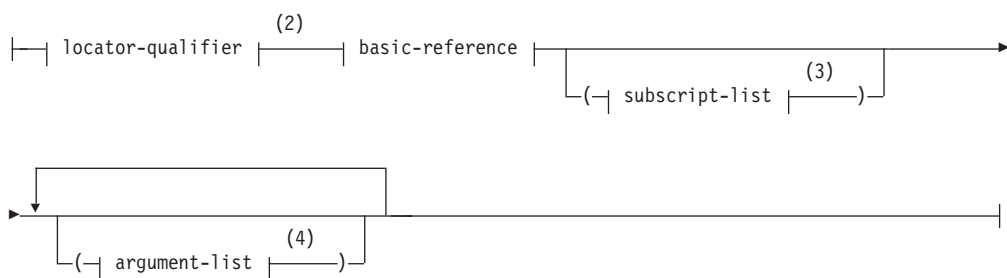 (2)
locator-qualifier basic-reference
(3)
( subscript-list )
(4)
( argument-list )